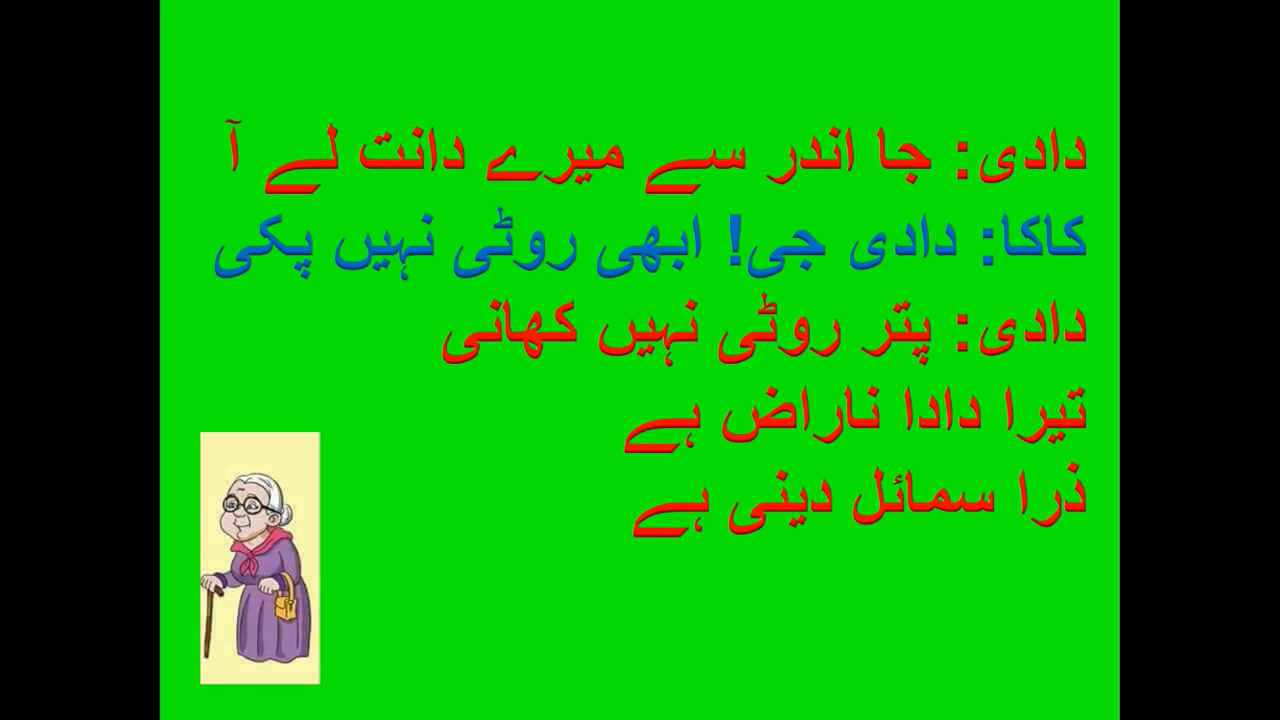 دادی: جا اندر سے میرے دانت لے آ
کاکا: دادی جی! ابھی روٹی نہیں پکی
دادی: پتر روٹی نہیں کھانی
تیرا دادا ناراض ہے
ذرا سمائل دینی ہے